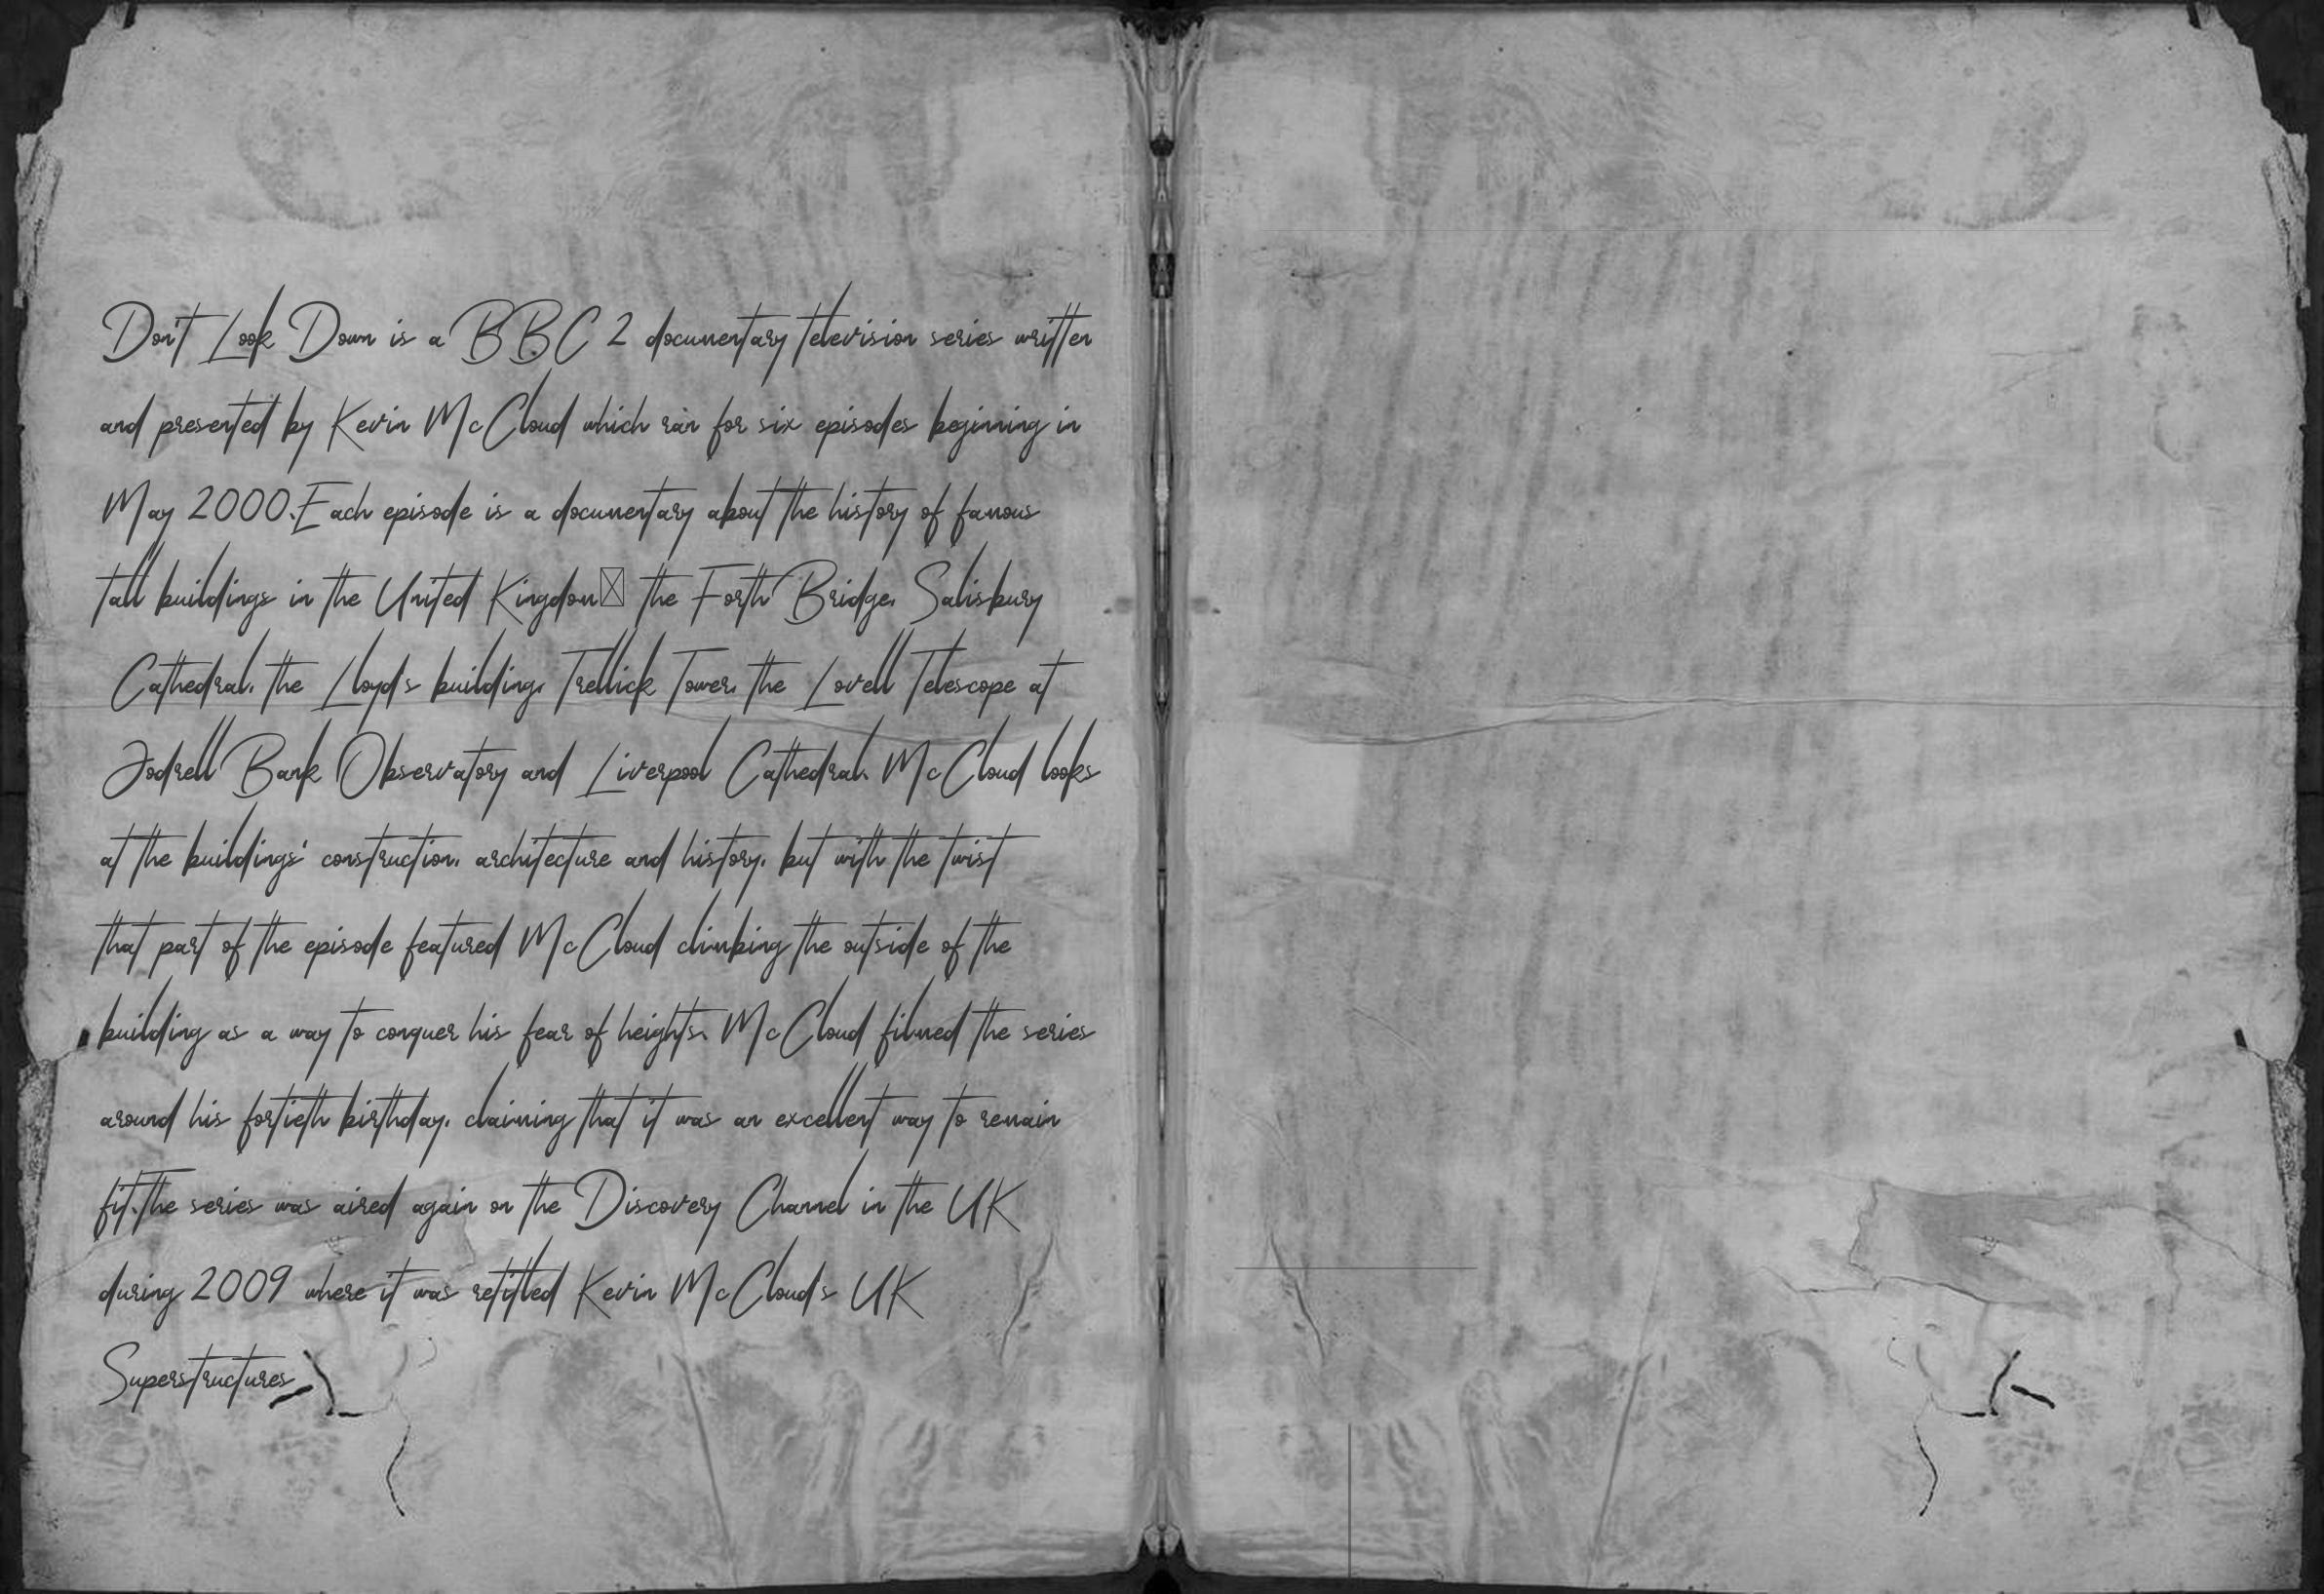 Don't Look Down is a BBC 2 documentary television series written
and presented by Kevin McCloud which ran for six episodes beginning in
May 2000.Each episode is a documentary about the history of famous
tall buildings in the United Kingdom the Forth Bridge, Salisbury
Cathedral, the Lloyd's building, Trellick Tower, the Lovell Telescope at
Jodrell Bank Observatory and Liverpool Cathedral. McCloud looks
at the buildings' construction, architecture and history, but with the twist
that part of the episode featured McCloud climbing the outside of the
building as a way to conquer his fear of heights. McCloud filmed the series
around his fortieth birthday, claiming that it was an excellent way to remain
fit.the series was aired again on the Discovery Channel in the UK
during 2009 where it was retitled Kevin McCloud's UK
Superstructures